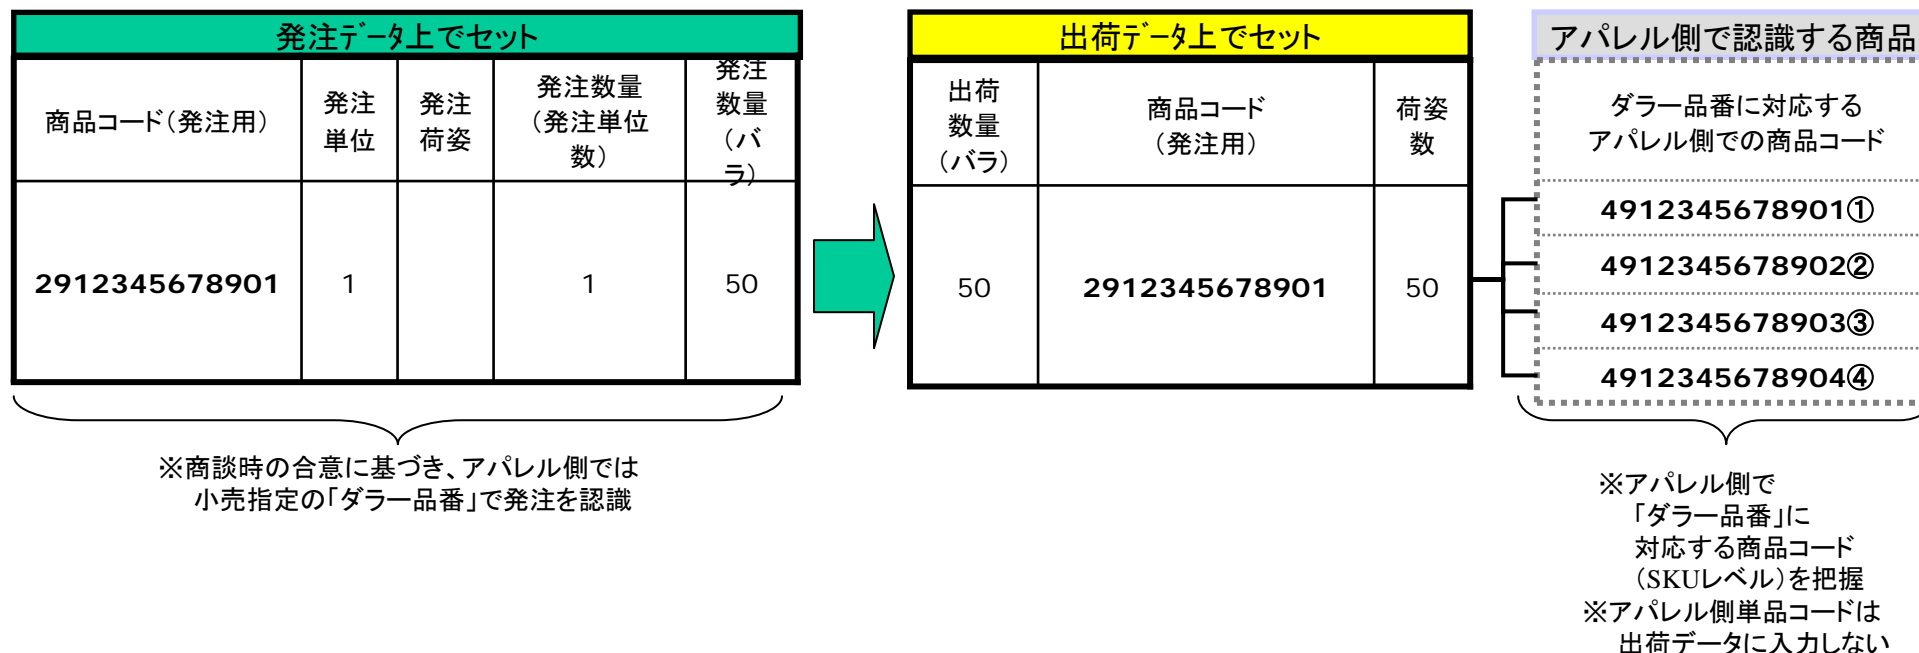 発注ﾃﾞｰﾀ上でセット
商品コード(発注用)
発注
単位
発注
荷姿
発注数量
(発注単位
数)
発注
数量
(バ
ラ)
2912345678901
1
1
50
出荷ﾃﾞｰﾀ上でセット
出荷
数量
(バラ)
商品コード
(発注用)
荷姿
数
50
2912345678901
50
アパレル側で認識する商品
ダラー品番に対応する
アパレル側での商品コード
4912345678901①
4912345678902②
4912345678903③
4912345678904④
※商談時の合意に基づき、アパレル側では
小売指定の「ダラー品番」で発注を認識
※アパレル側で
「ダラー品番」に
対応する商品コード
(SKUレベル)を把握
※アパレル側単品コードは
出荷データに入力しない